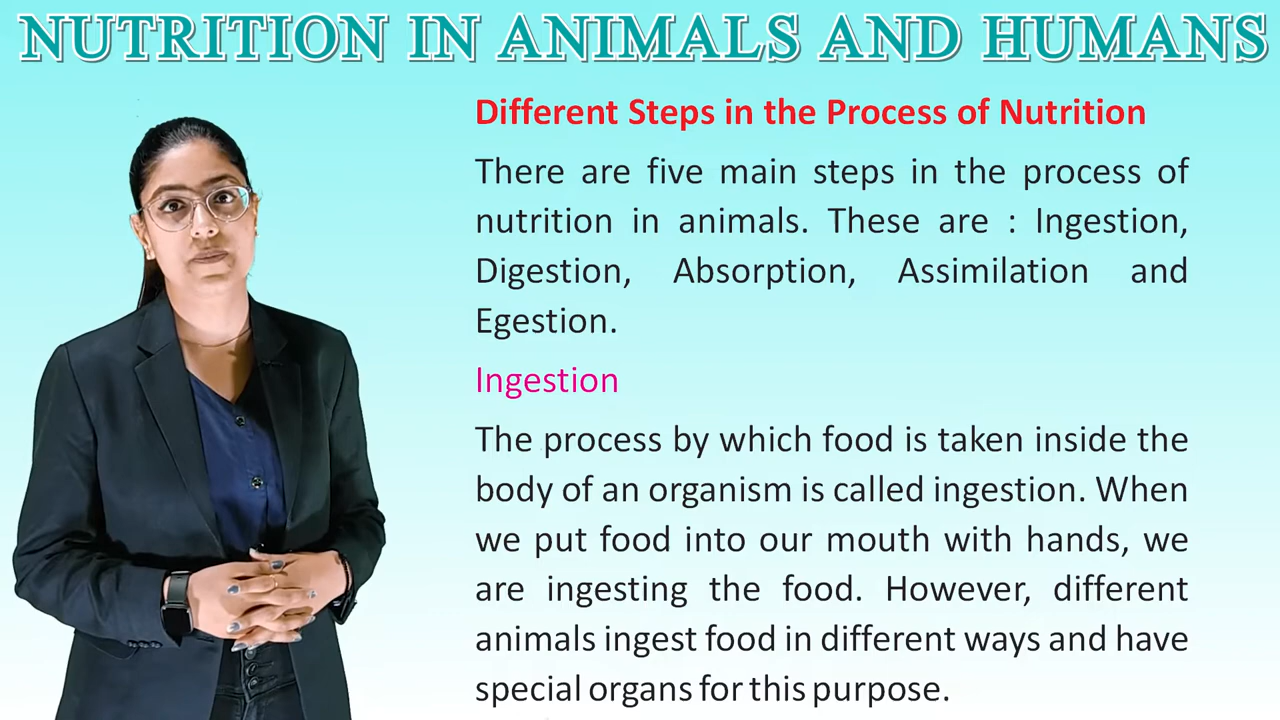 NUTRITION IN ANIMALS AND HUMANS
Different Steps in the Process of Nutrition
There are five main steps in the process of
nutrition in animals. These are : Ingestion,
Digestion, Absorption, Assimilation and
Egestion.
Ingestion
The process by which food is taken inside the
body of an organism is called ingestion. When
we put food into our mouth with hands, we
are ingesting the food. However, different
animals ingest food in different ways and have
special organs for this purpose.